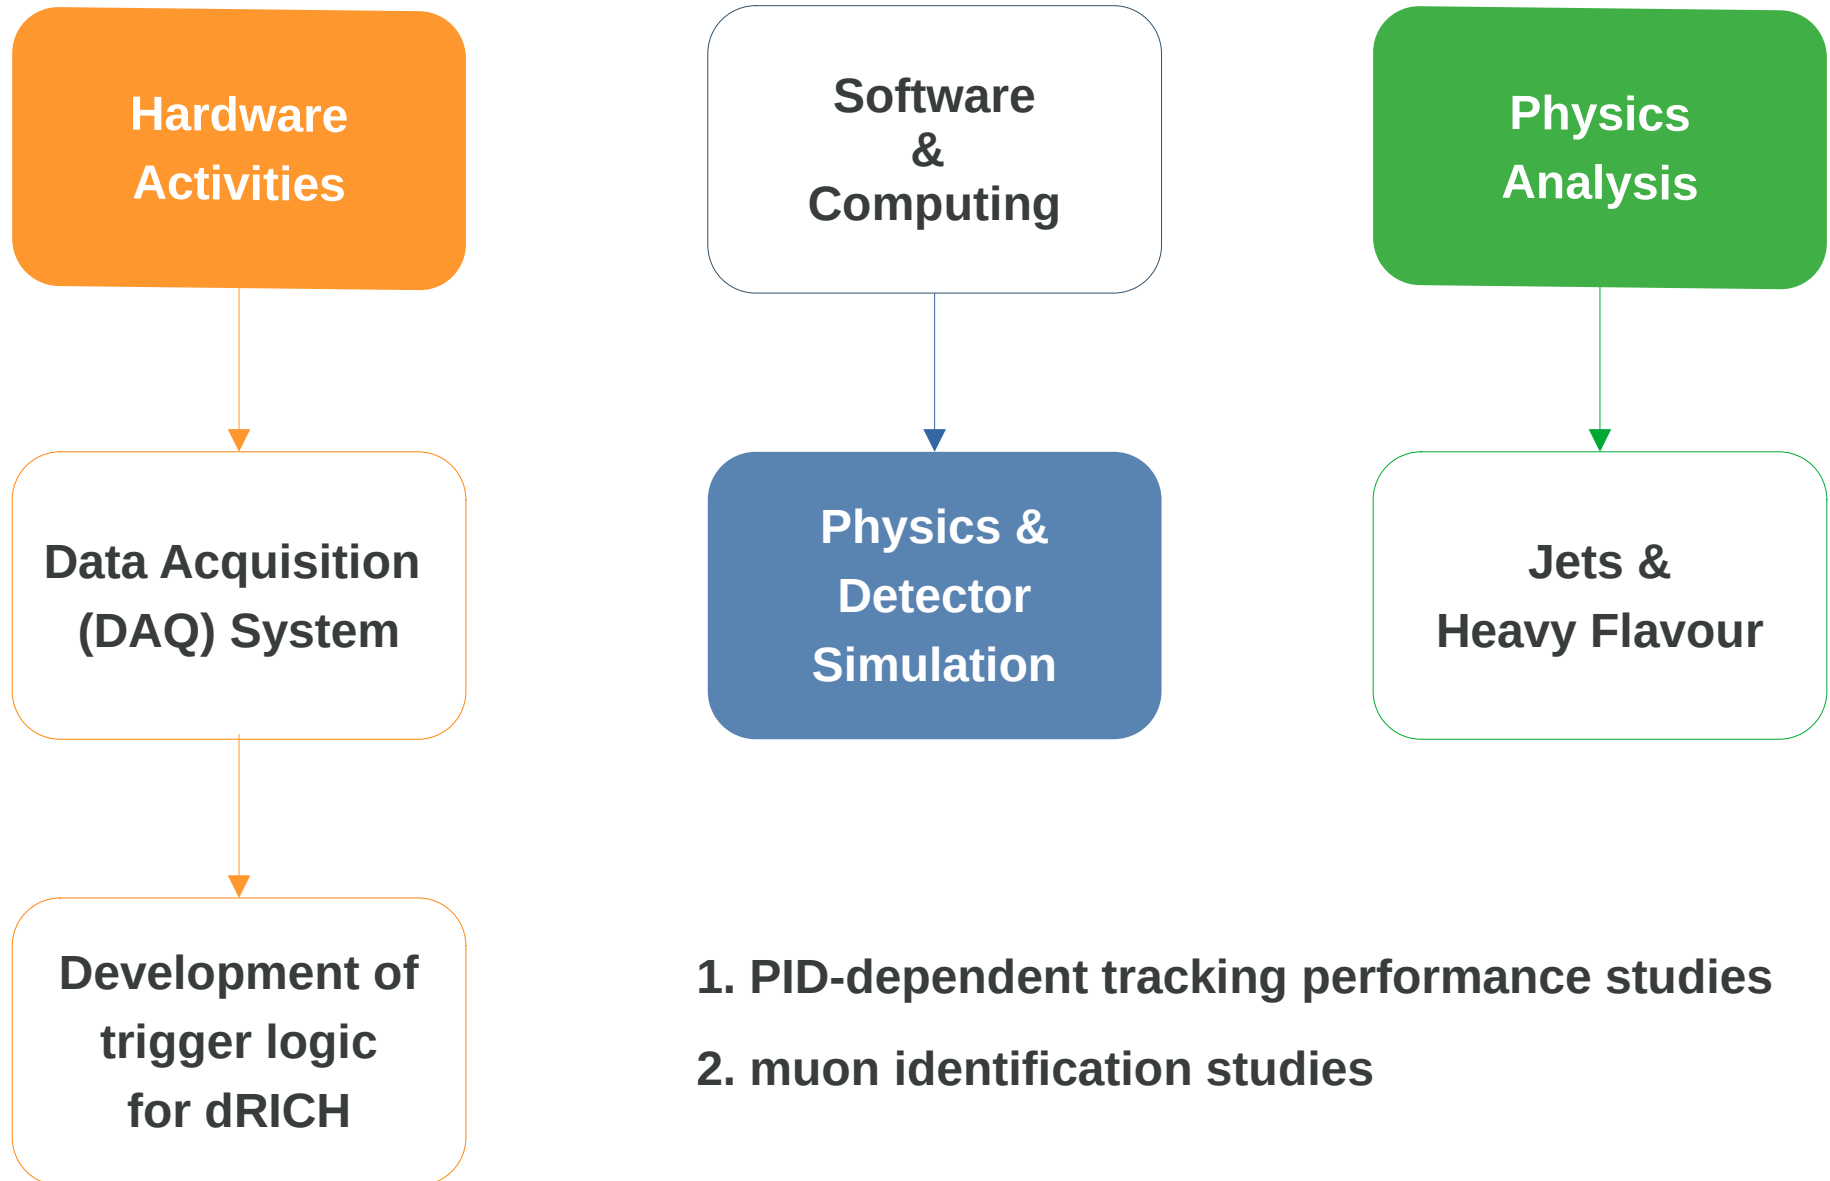 Hardware
Activities
Software
&
Computing
Physics
Analysis
Data Acquisition
(DAQ) System
Physics &
Detector
Simulation
Jets &
Heavy Flavour
Development of
trigger logic
for dRICH
1. PID-dependent tracking performance studies
2. muon identification studies